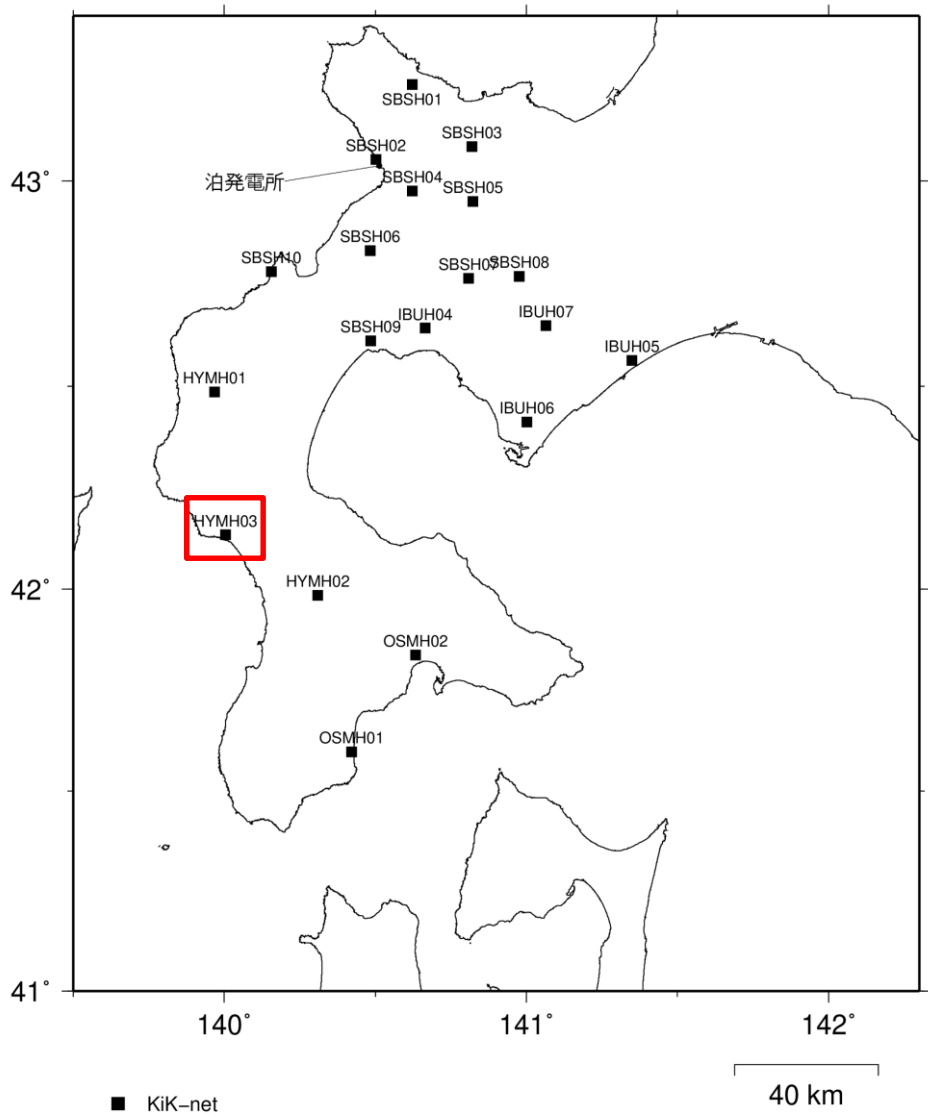 SBSH01
SBSH03
SBSH02
43°
泊発電所
SBSH04
SBSH05
SBSH06
SBSH10
SBSH07
SBSH08
IBUH04
IBUH07
SBSH09
IBUH05
HYMH01
IBUH06
HYMH03
42°
HYMH02
OSMH02
OSMH01
41°
140°
141°
142°
40 km
KiK-net